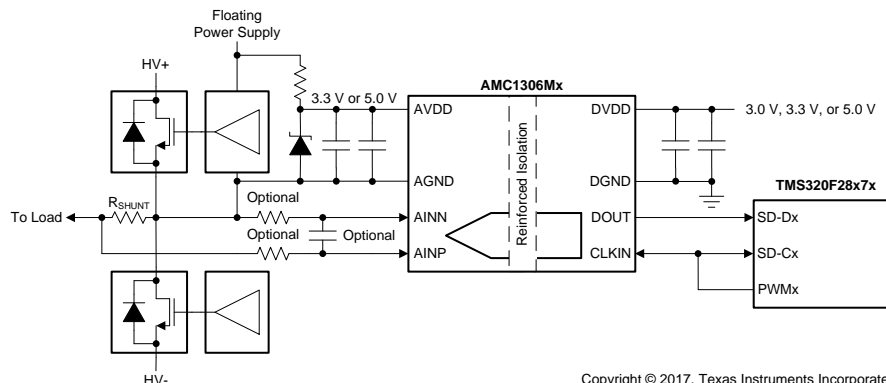 Floating
Power Supply
HV+
AMC1306Mx
3.3 V or 5.0 V
AVDD
DVDD
3.0 V, 3.3 V, or 5.0 V
Reinforced Isolation
AGND
DGND
TMS320F28x7x
Optional
To Load
RSHUNT
AINN
DOUT
SD-Dx
Optional
Optional
AINP
CLKIN
SD-Cx
PWMx
HV-
Copyright © 2017, Texas Instruments Incorporate